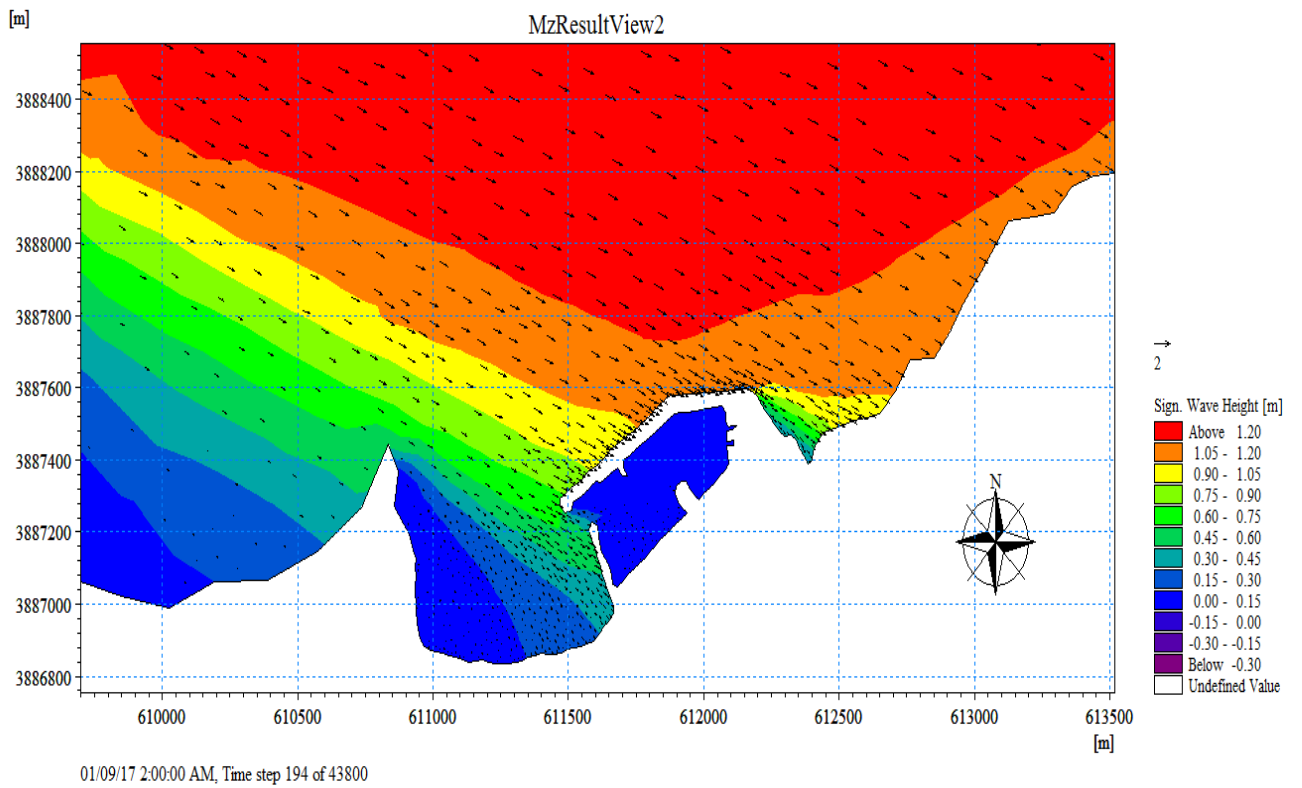 [m]
MzResultView2
3888400
3888200
3888000
3887800
3887600
3887400
3887200
3887000
3886800
610000 610500 611000 611500 612000 612500 613000 613500
[m]
N
2
Sign. Wave Height [m]
Above 1.20
1.05 - 1.20
0.90 - 1.05
0.75 - 0.90
0.60 - 0.75
0.45 - 0.60
0.30 - 0.45
0.15 - 0.30
0.00 - 0.15
-0.15 - 0.00
-0.30 - -0.15
Below -0.30
Undefined Value
01/09/17 2:00:00 AM, Time step 194 of 43800